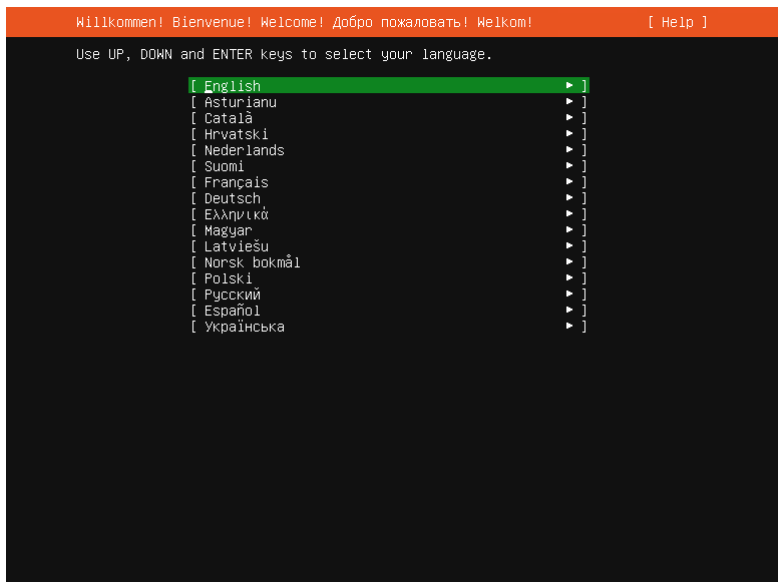 Willkommen! Bienvenue! Welcome! Добро пожаловать! Welkom! [ Help ]
Use UP, DOWN and ENTER keys to select your language.
[ English ► ]
[ Asturianu ► ]
[ Català ► ]
[ Hrvatski ► ]
[ Nederlands ► ]
[ Suomi ► ]
[ Français ► ]
[ Deutsch ► ]
[ Ελληνικά ► ]
[ Magyar ► ]
[ Latviešu ► ]
[ Norsk bokmål ► ]
[ Polski ► ]
[ Русский ► ]
[ Español ► ]
[ Українська ► ]